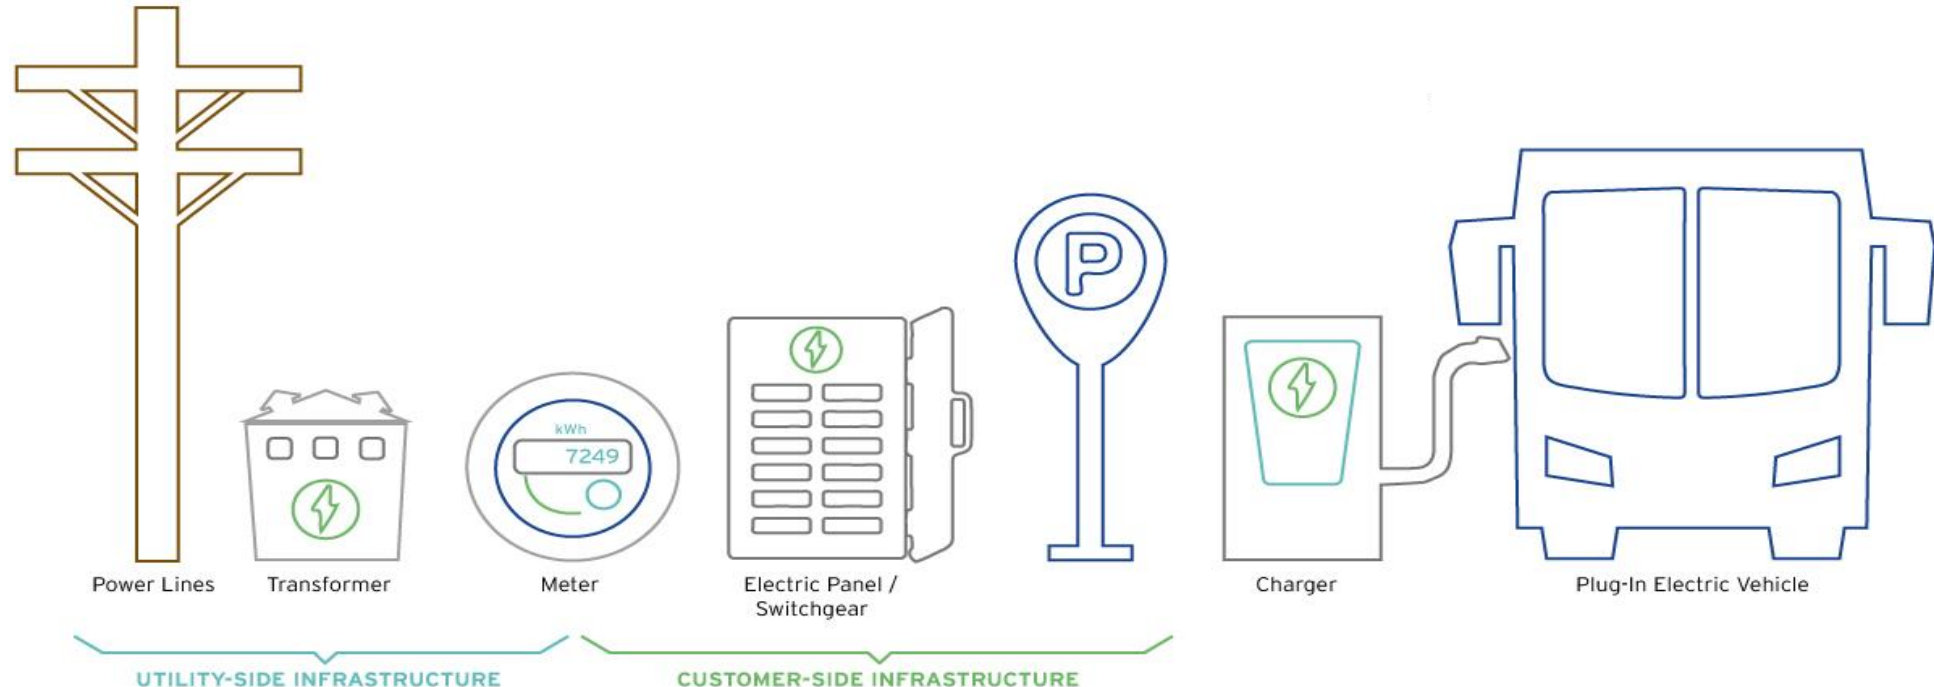 P
kWh
7249
Power Lines
Transformer
Meter
Electric Panel /
Switchgear
Charger
Plug-In Electric Vehicle
UTILITY-SIDE INFRASTRUCTURE
CUSTOMER-SIDE INFRASTRUCTURE